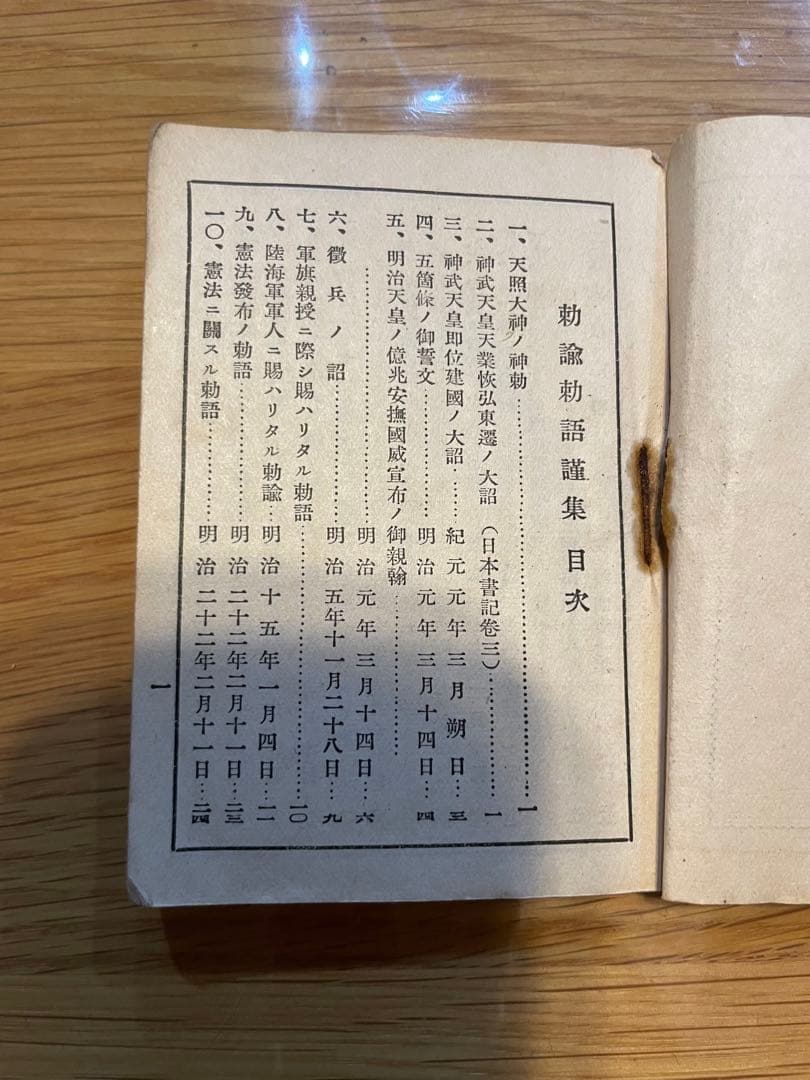 勅諭勅語謹集 目次
一、天照大神ノ神勅……………………………一
二、神武天皇天業恢弘東遷ノ大詔（日本書記卷三）……………一
三、神武天皇即位建國ノ大詔……紀元元年三月朔日…三
四、五箇條ノ御誓文……………明治元年三月十四日…四
五、明治天皇ノ億兆安撫國威宣布ノ御親翰……………
……………………………明治元年三月十四日…六
六、徵兵ノ詔………………明治五年十一月二十八日…九
七、軍旗親授ニ際シ賜ハリタル勅語……………………………一〇
八、陸海軍軍人ニ賜ハリタル勅諭…明治十五年一月四日…一一
九、憲法發布ノ勅語………………明治二十二年二月十一日…二三
一〇、憲法ニ關スル勅語……………明治二十二年二月十一日…二四
一